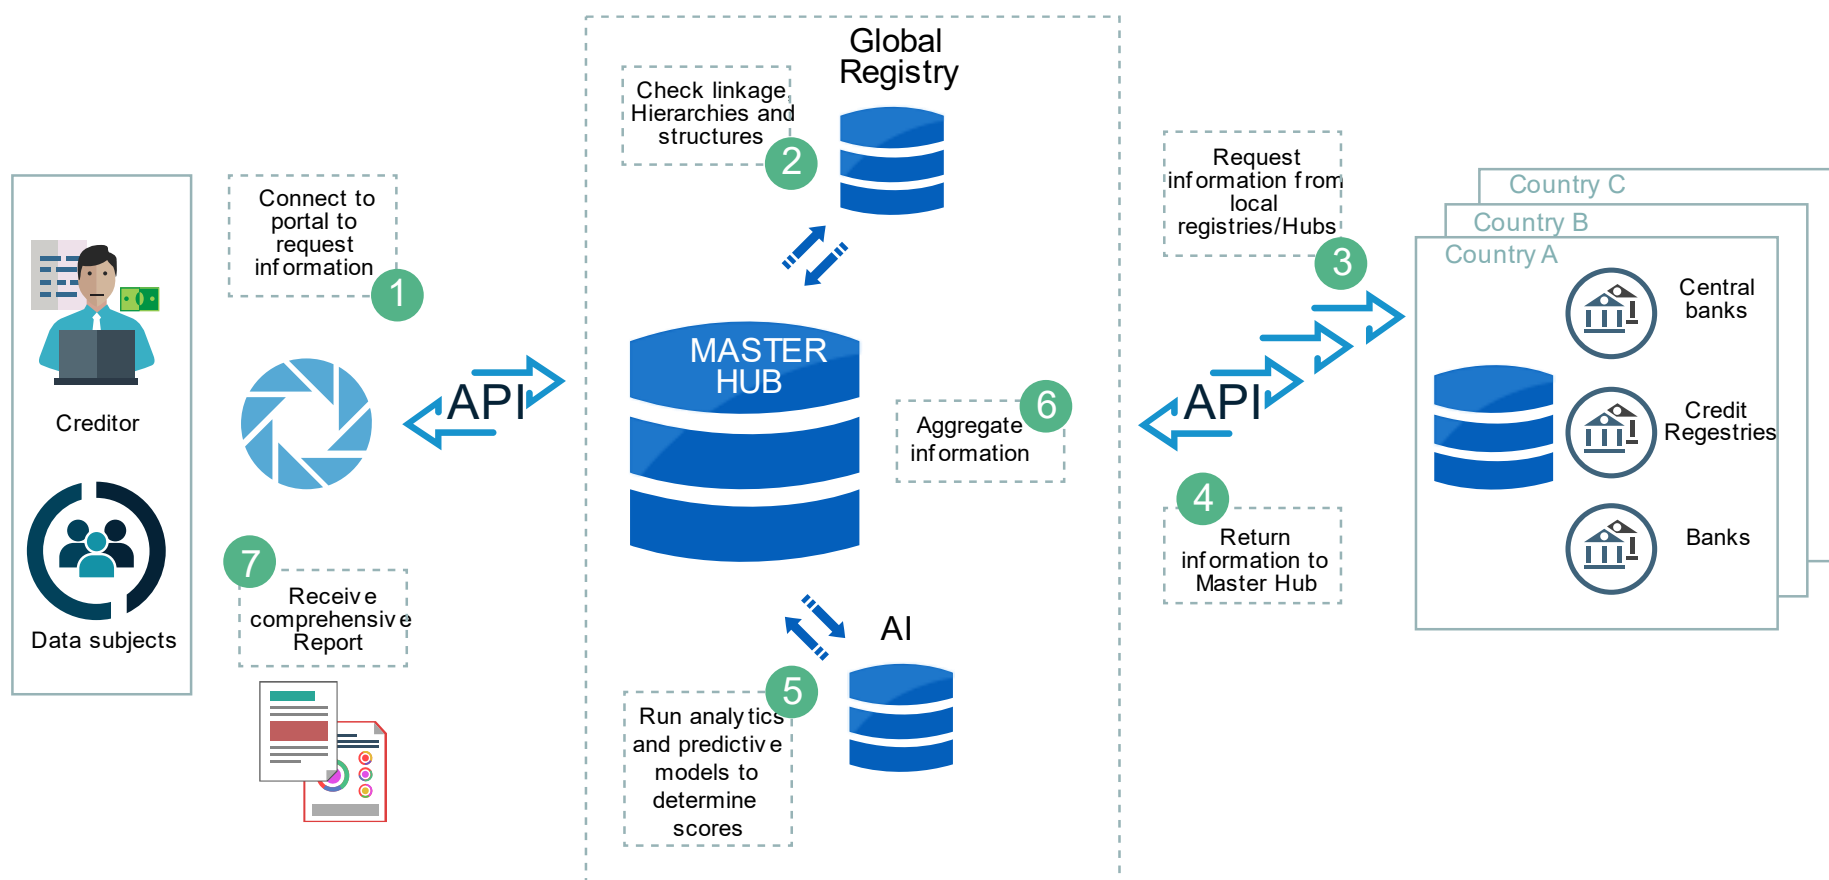 Global
Registry
Check linkage,
Hierarchies and
structures
2
Connect to
portal to
request
information
1
Creditor
Data subjects
API
MASTER
HUB
6
Aggregate
information
Request
information from
local
registries/Hubs
3
API
4
Return
information to
Master Hub
Country C
Country B
Country A
Central
banks
Credit
Regestries
Banks
7
Receive
comprehensive
Report
AI
5
Run analytics
and predictive
models to
determine
scores